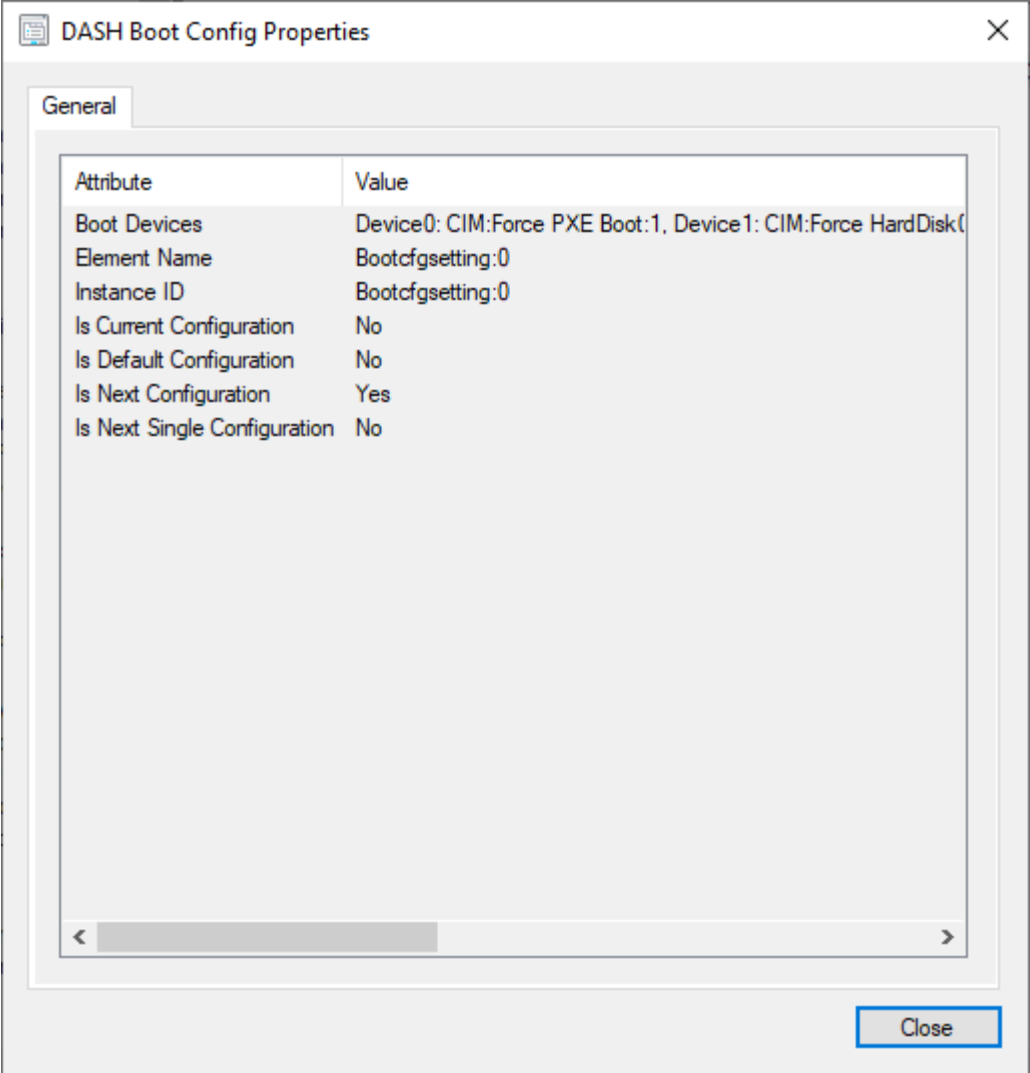 DASH Boot Config Properties
General
Attribute Value
Boot Devices Device0: CIM:Force PXE Boot:1, Device1: CIM:Force HardDisk(
Element Name Bootcfgsetting:0
Instance ID Bootcfgsetting:0
Is Current Configuration No
Is Default Configuration No
Is Next Configuration Yes
Is Next Single Configuration No
Close